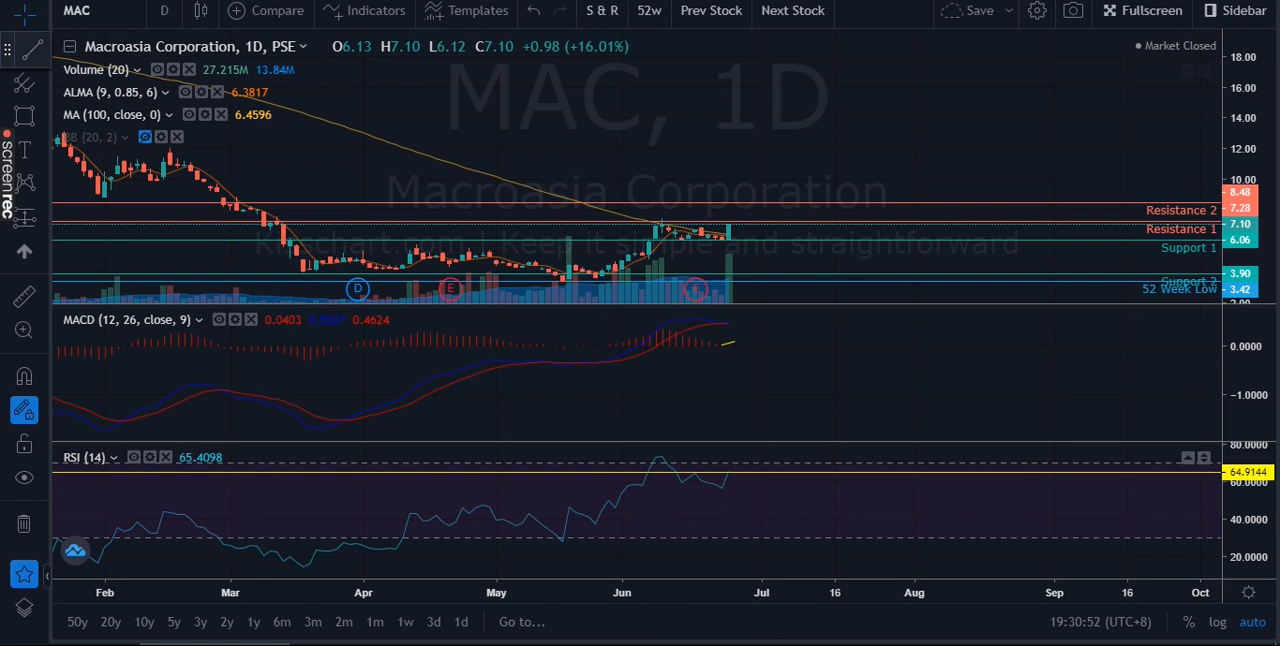 MAC D Compare Indicators Templates S & R 52w Prev Stock Next Stock Save Fullscreen Sidebar
Macroasia Corporation, 1D, PSE O6.13 H7.10 L6.12 C7.10 +0.98 (+16.01%)
Market Closed
Volume (20) 27.215M 13.84M
ALMA (9, 0.85, 6) 6.3817
MA (100, close, 0) 6.4596
BB (20, 2)
MAC, 1D
Macroasia Corporation
screenrec
18.00
16.00
14.00
12.00
10.00
8.48
Resistance 2 7.28
7.10
Resistance 1
6.06
Support 1
3.90
Support 2
52 Week Low 3.42
2.00
D E E
MACD (12, 26, close, 9) 0.0403 0.5027 0.4624
0.0000
−1.0000
RSI (14) 65.4098
80.0000
64.9144
60.0000
40.0000
20.0000
Feb Mar Apr May Jun Jul 16 Aug Sep 16 Oct
50y 20y 10y 5y 3y 2y 1y 6m 3m 2m 1m 1w 3d 1d Go to... 19:30:52 (UTC+8) % log auto